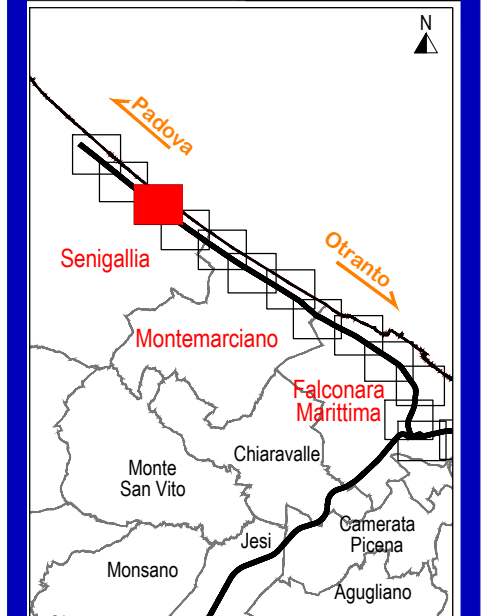 N
Padova
Otranto
Senigallia
Montemarciano
Falconara
Marittima
Chiaravalle
Monte
San Vito
Camerata
Picena
Jesi
Monsano
Agugliano